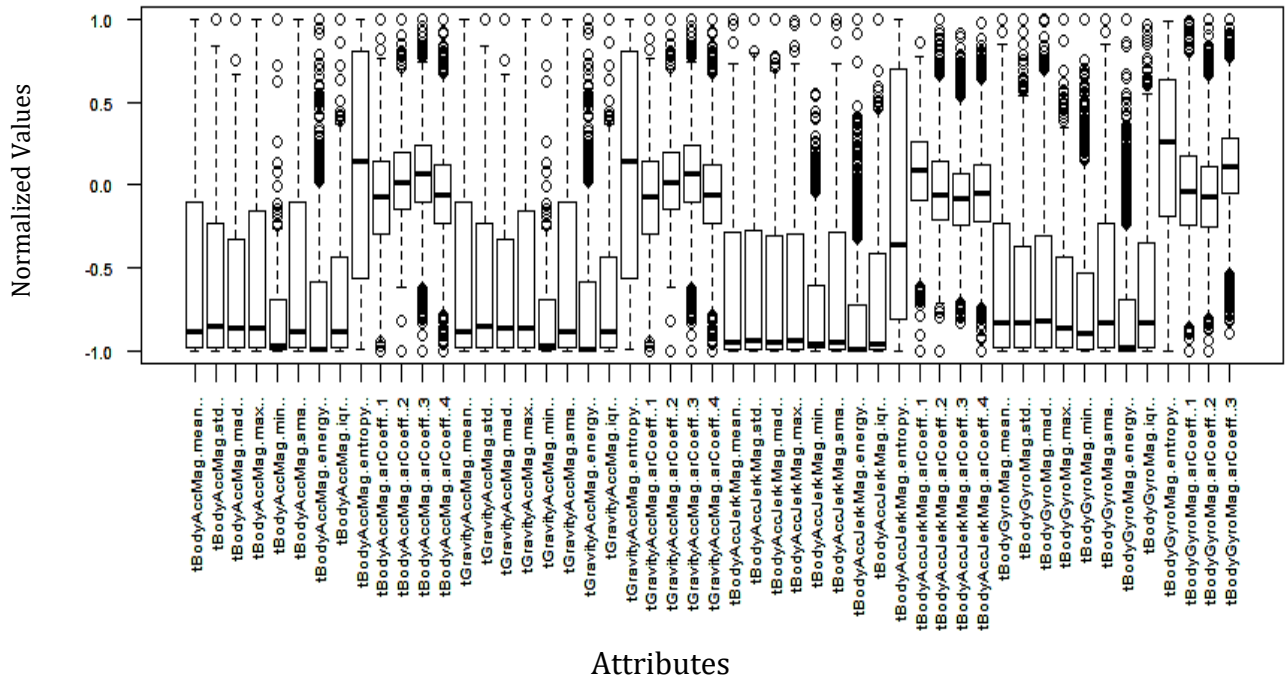 Normalized Values
1.0
0.5
0.0
-0.5
-1.0
tBodyAccMag.mean..
tBodyAccMag.std..
tBodyAccMag.mad..
tBodyAccMag.max..
tBodyAccMag.min..
tBodyAccMag.sma..
tBodyAccMag.energy..
tBodyAccMag.iqr..
tBodyAccMag.entropy..
tBodyAccMag.arCoeff..1
tBodyAccMag.arCoeff..2
tBodyAccMag.arCoeff..3
tBodyAccMag.arCoeff..4
tGravityAccMag.mean..
tGravityAccMag.std..
tGravityAccMag.mad..
tGravityAccMag.max..
tGravityAccMag.min..
tGravityAccMag.sma..
tGravityAccMag.energy..
tGravityAccMag.iqr..
tGravityAccMag.entropy..
tGravityAccMag.arCoeff..1
tGravityAccMag.arCoeff..2
tGravityAccMag.arCoeff..3
tGravityAccMag.arCoeff..4
tBodyAccJerkMag.mean..
tBodyAccJerkMag.std..
tBodyAccJerkMag.mad..
tBodyAccJerkMag.max..
tBodyAccJerkMag.min..
tBodyAccJerkMag.sma..
tBodyAccJerkMag.energy..
tBodyAccJerkMag.iqr..
tBodyAccJerkMag.entropy..
tBodyAccJerkMag.arCoeff..1
tBodyAccJerkMag.arCoeff..2
tBodyAccJerkMag.arCoeff..3
tBodyAccJerkMag.arCoeff..4
tBodyGyroMag.mean..
tBodyGyroMag.std..
tBodyGyroMag.mad..
tBodyGyroMag.max..
tBodyGyroMag.min..
tBodyGyroMag.sma..
tBodyGyroMag.energy..
tBodyGyroMag.iqr..
tBodyGyroMag.entropy..
tBodyGyroMag.arCoeff..1
tBodyGyroMag.arCoeff..2
tBodyGyroMag.arCoeff..3
Attributes